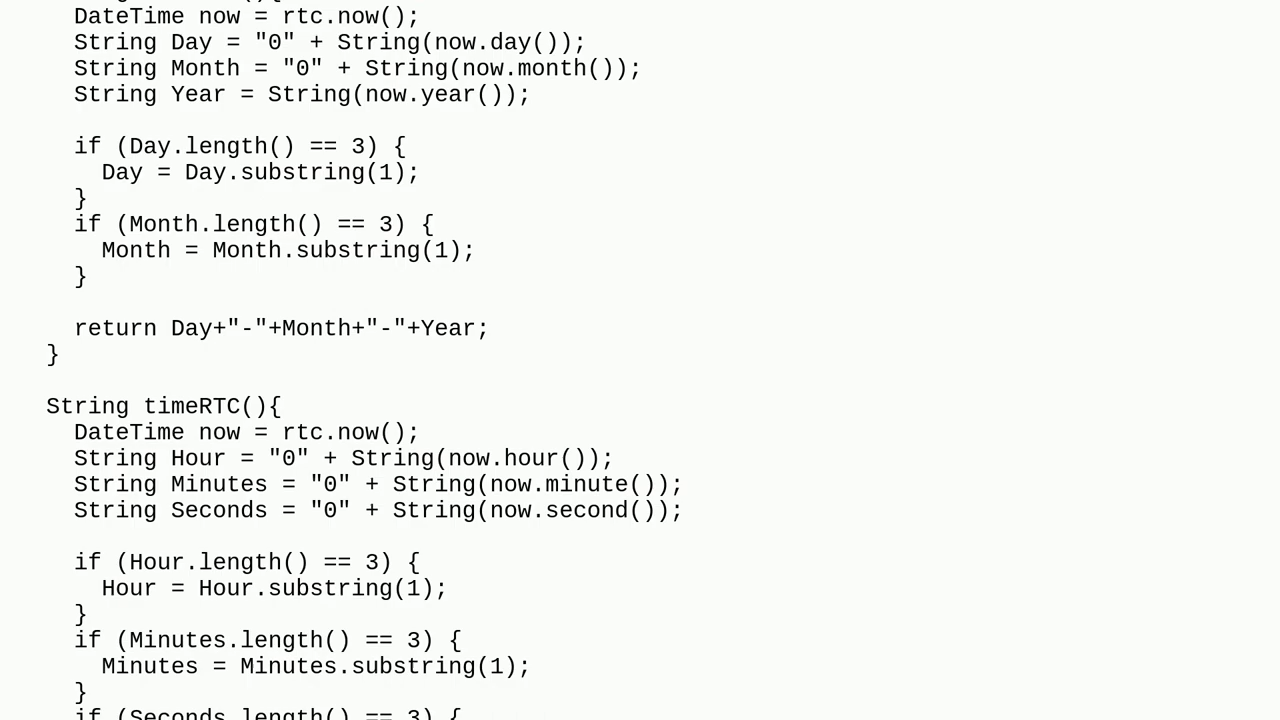 DateTime now = rtc.now();
String Day = "0" + String(now.day());
String Month = "0" + String(now.month());
String Year = String(now.year());
if (Day.length() == 3) {
Day = Day.substring(1);
}
if (Month.length() == 3) {
Month = Month.substring(1);
}
return Day+"-"+Month+"-"+Year;
}
String timeRTC(){
DateTime now = rtc.now();
String Hour = "0" + String(now.hour());
String Minutes = "0" + String(now.minute());
String Seconds = "0" + String(now.second());
if (Hour.length() == 3) {
Hour = Hour.substring(1);
}
if (Minutes.length() == 3) {
Minutes = Minutes.substring(1);
}
if (Seconds.length() == 3) {